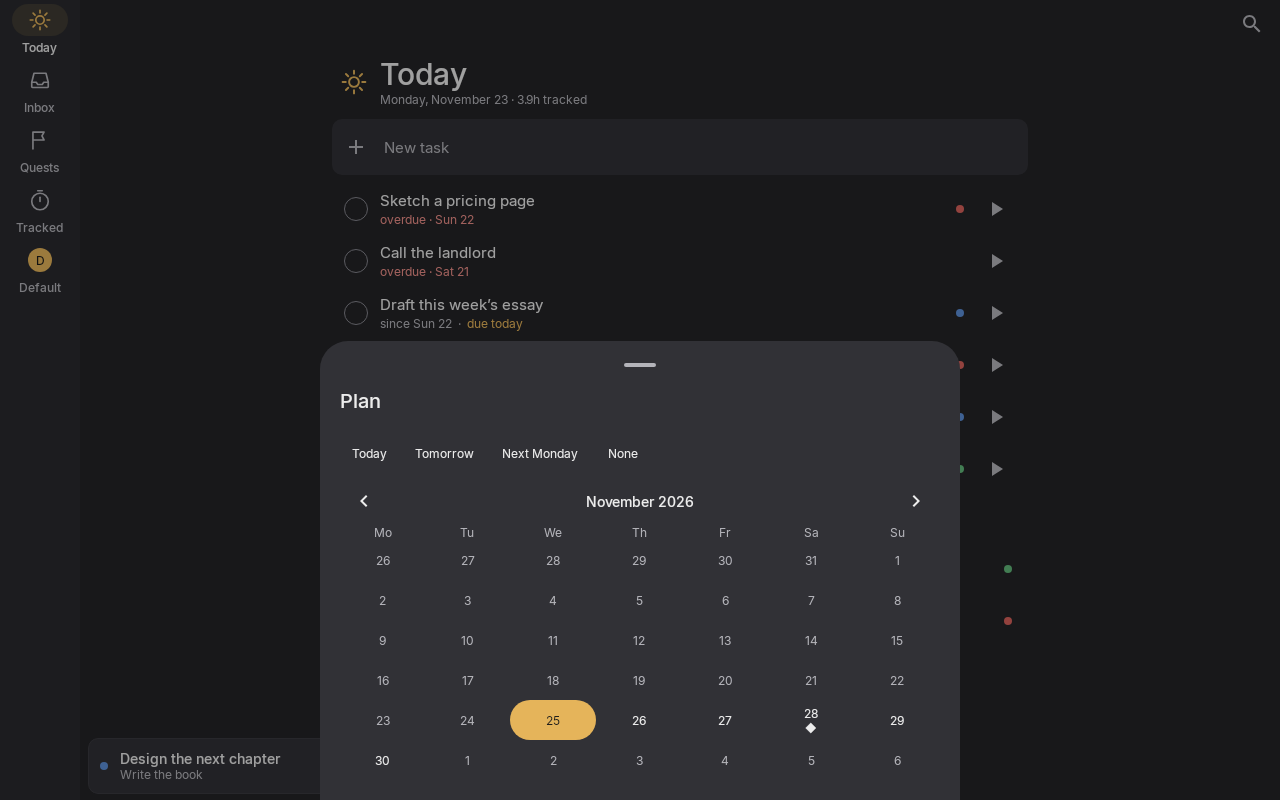 Today
Inbox
Quests
Tracked
D
Default
Today
Monday, November 23 · 3.9h tracked
New task
Sketch a pricing page
overdue · Sun 22
Call the landlord
overdue · Sat 21
Draft this week’s essay
since Sun 22 · due today
Plan
Today Tomorrow Next Monday None
November 2026
Mo Tu We Th Fr Sa Su
26 27 28 29 30 31 1
2 3 4 5 6 7 8
9 10 11 12 13 14 15
16 17 18 19 20 21 22
23 24 25 26 27 28 29
30 1 2 3 4 5 6
Design the next chapter
Write the book